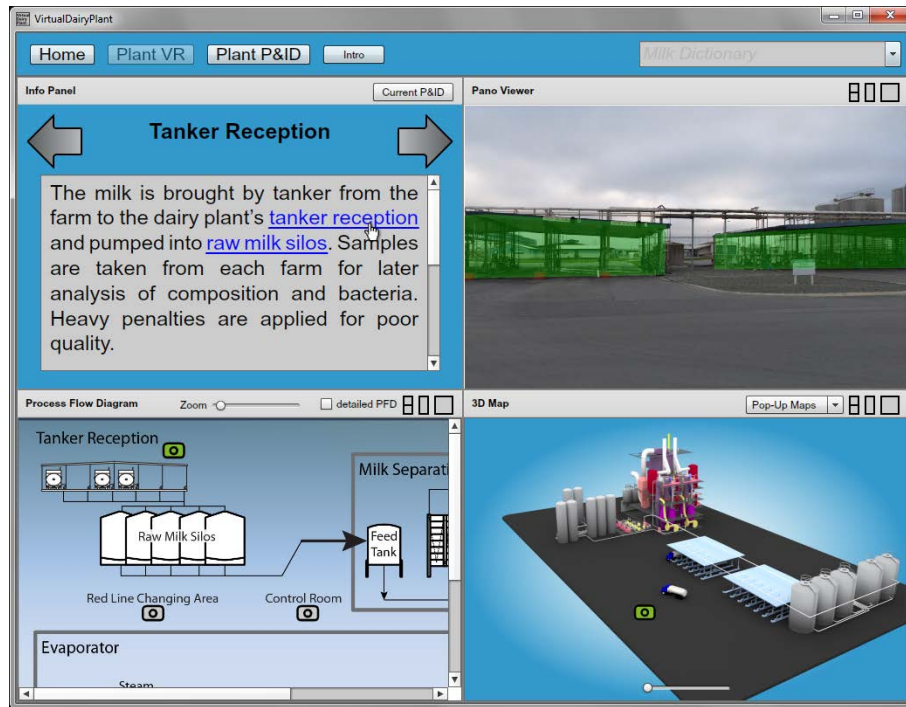 VirtualDairyPlant
Home
Plant VR
Plant P&ID
Intro
Milk Dictionary
Info Panel
Current P&ID
Tanker Reception
The milk is brought by tanker from the
farm to the dairy plant's tanker reception
and pumped into raw milk silos. Samples
are taken from each farm for later
analysis of composition and bacteria.
Heavy penalties are applied for poor
quality.
Pano Viewer
Process Flow Diagram
Zoom
detailed PFD
Tanker Reception
Milk Separati
Raw Milk Silos
Feed
Tank
Red Line Changing Area
Control Room
Evaporator
Steam
3D Map
Pop-Up Maps